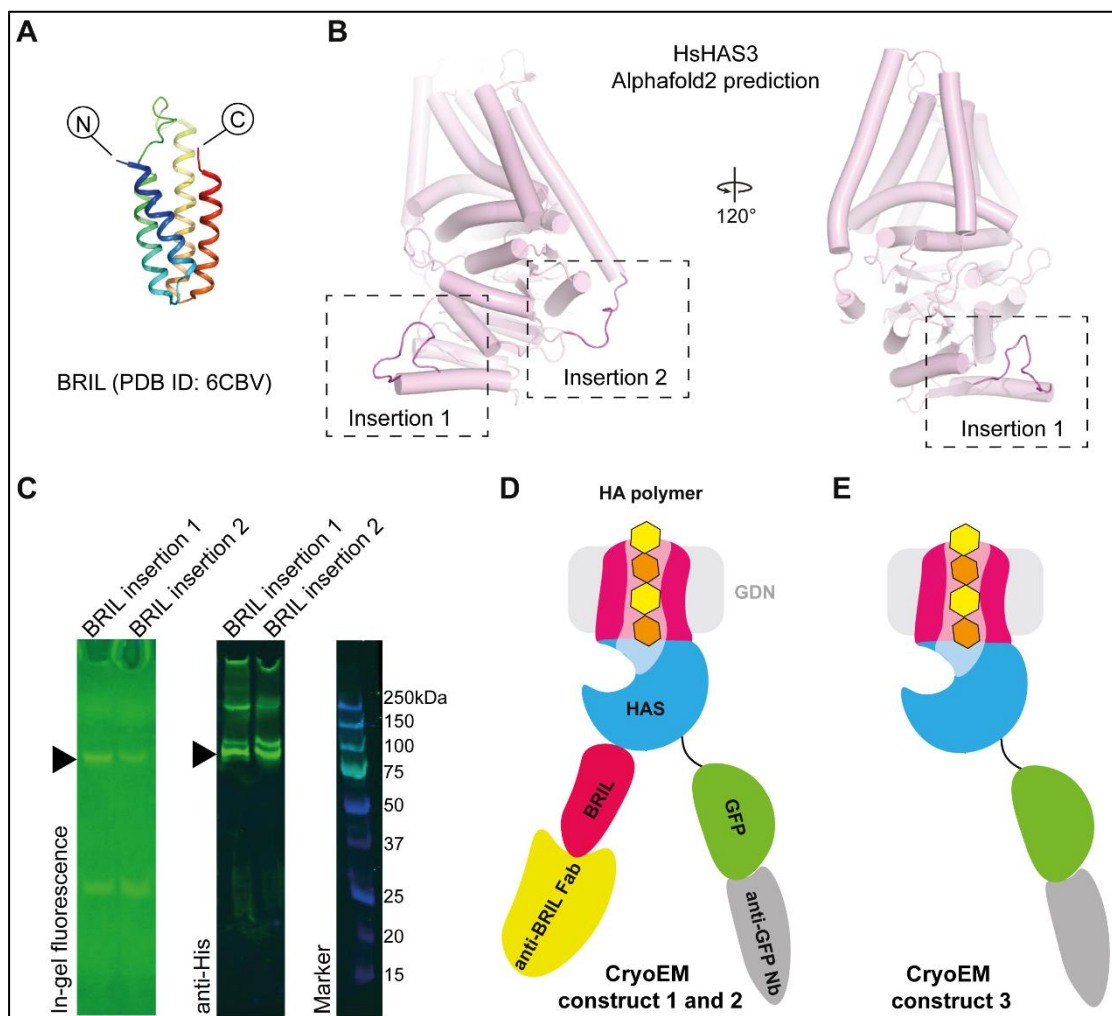 A
N
C
BRIL (PDB ID: 6CBV)
B
HsHAS3
Alphafold2 prediction
120°
Insertion 1
Insertion 2
Insertion 1
C
BRIL insertion 1
BRIL insertion 2
BRIL insertion 1
BRIL insertion 2
In-gel fluorescence
anti-His
Marker
250kDa
150
100
75
50
37
25
20
15
D
HA polymer
GDN
HAS
BRIL
GFP
anti-BRIL Fab
anti-GFP Nb
CryoEM
construct 1 and 2
E
CryoEM
construct 3